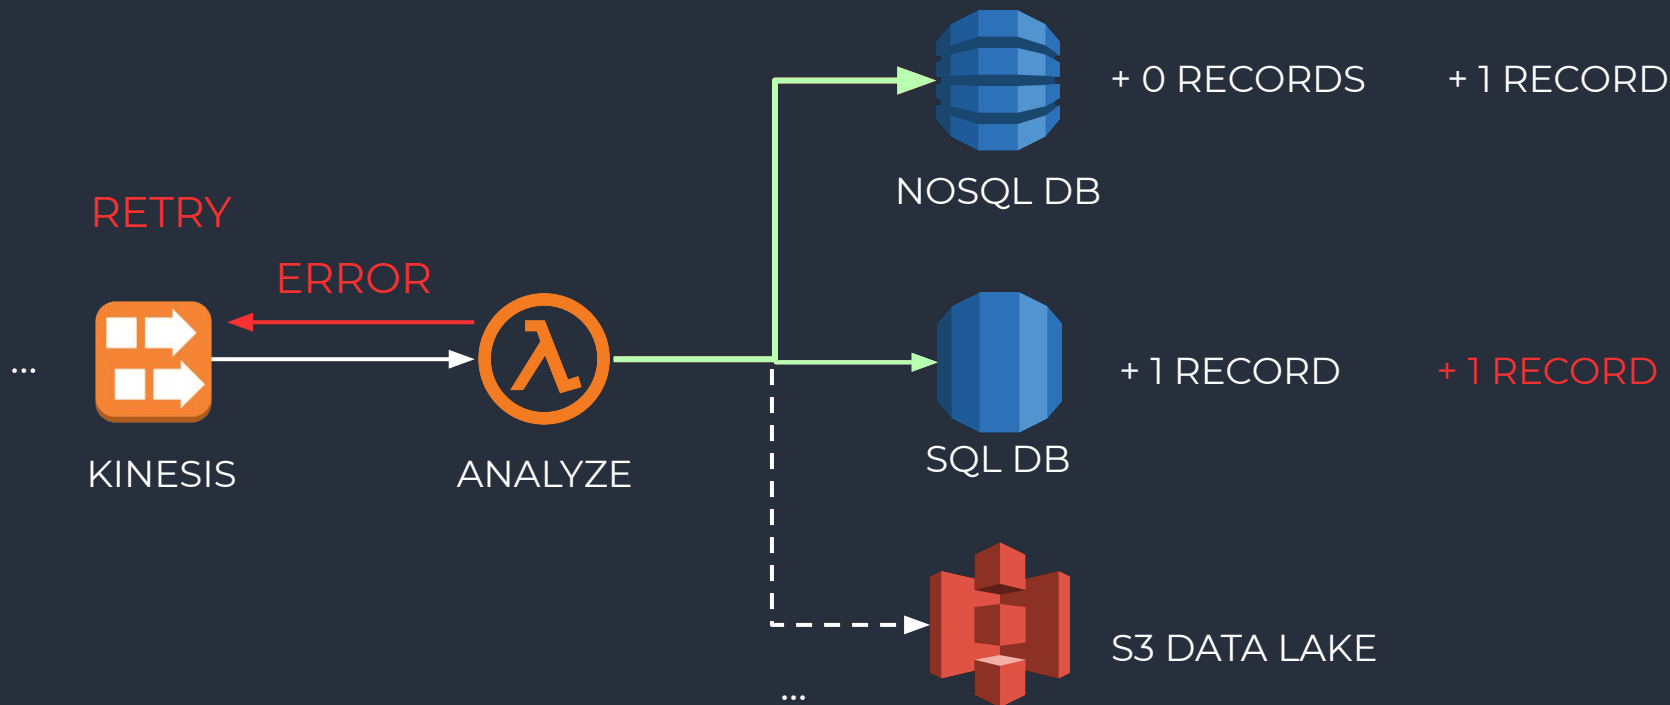 + 0 RECORDS
+ 1 RECORD
NOSQL DB
RETRY
ERROR
...
+ 1 RECORD
+ 1 RECORD
KINESIS
ANALYZE
SQL DB
S3 DATA LAKE
...